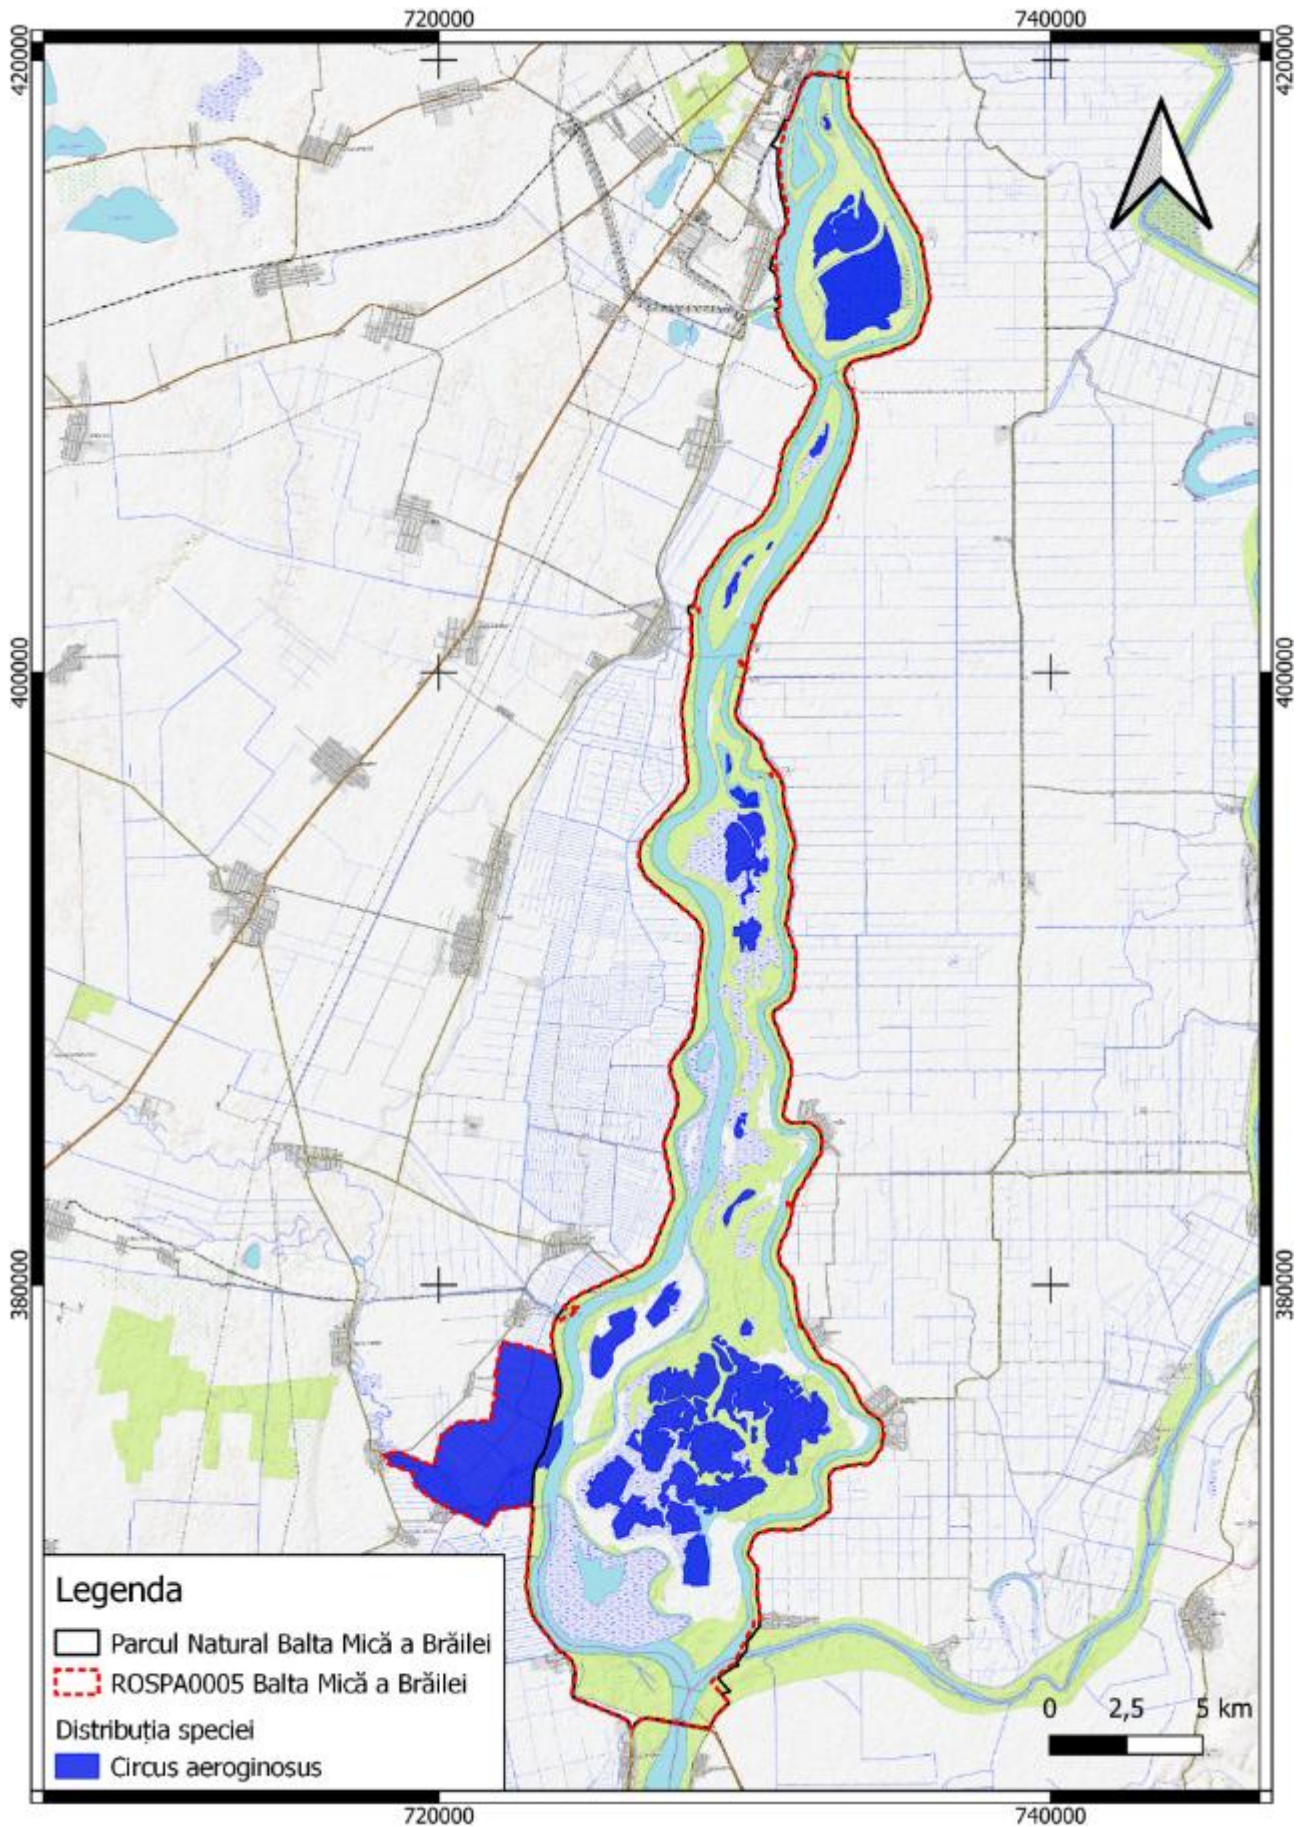 720000
740000
420000
420000
400000
400000
380000
380000
Legenda
Parcul Natural Balta Mică a Brăilei
ROSPA0005 Balta Mică a Brăilei
Distribuția speciei
Circus aeroginosus
0 2,5 5 km
720000
740000